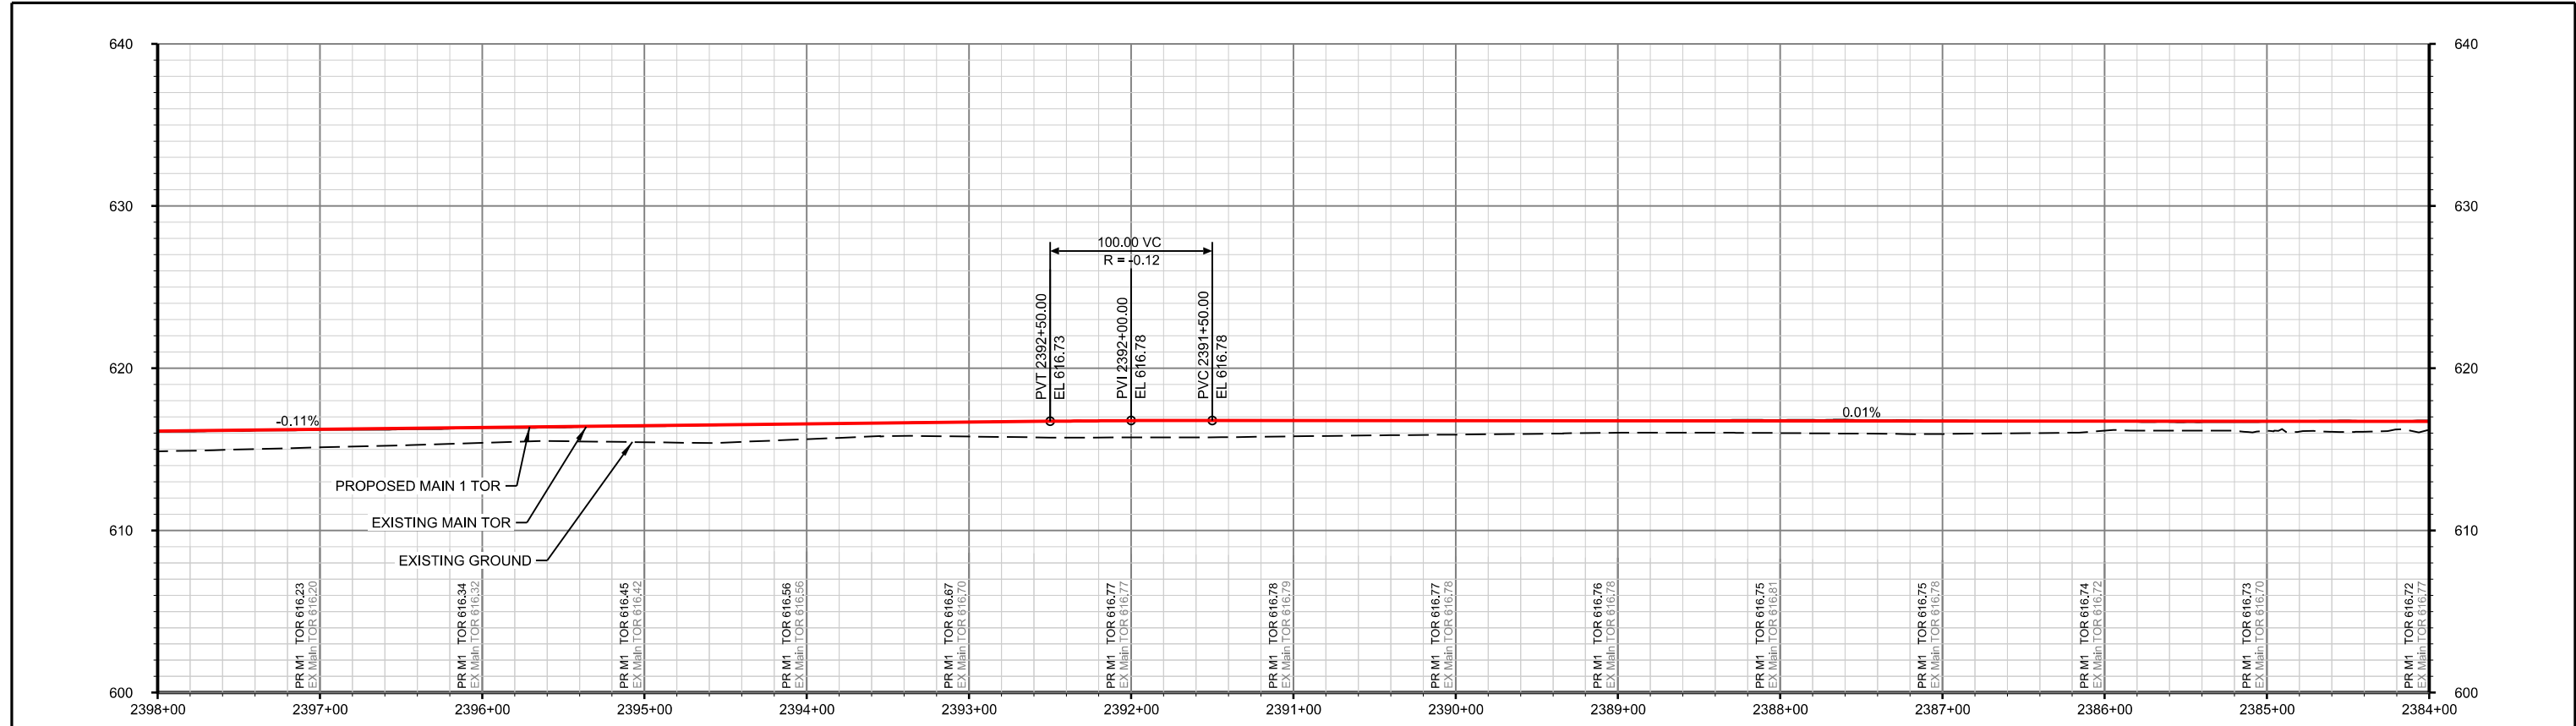 640
640
630
630
100.00 VC
R = -0.12
PVT 2392+50.00
EL 616.73
PVI 2392+00.00
EL 616.78
PVC 2391+50.00
EL 616.78
620
620
-0.11%
0.01%
PROPOSED MAIN 1 TOR
EXISTING MAIN TOR
EXISTING GROUND
610
610
PR M1 TOR 616.23
EX Main TOR 616.20
PR M1 TOR 616.34
EX Main TOR 616.32
PR M1 TOR 616.45
EX Main TOR 616.42
PR M1 TOR 616.56
EX Main TOR 616.56
PR M1 TOR 616.67
EX Main TOR 616.70
PR M1 TOR 616.77
EX Main TOR 616.77
PR M1 TOR 616.78
EX Main TOR 616.79
PR M1 TOR 616.77
EX Main TOR 616.78
PR M1 TOR 616.76
EX Main TOR 616.78
PR M1 TOR 616.75
EX Main TOR 616.81
PR M1 TOR 616.75
EX Main TOR 616.78
PR M1 TOR 616.74
EX Main TOR 616.72
PR M1 TOR 616.73
EX Main TOR 616.70
PR M1 TOR 616.72
EX Main TOR 616.77
600
600
2398+00
2397+00
2396+00
2395+00
2394+00
2393+00
2392+00
2391+00
2390+00
2389+00
2388+00
2387+00
2386+00
2385+00
2384+00